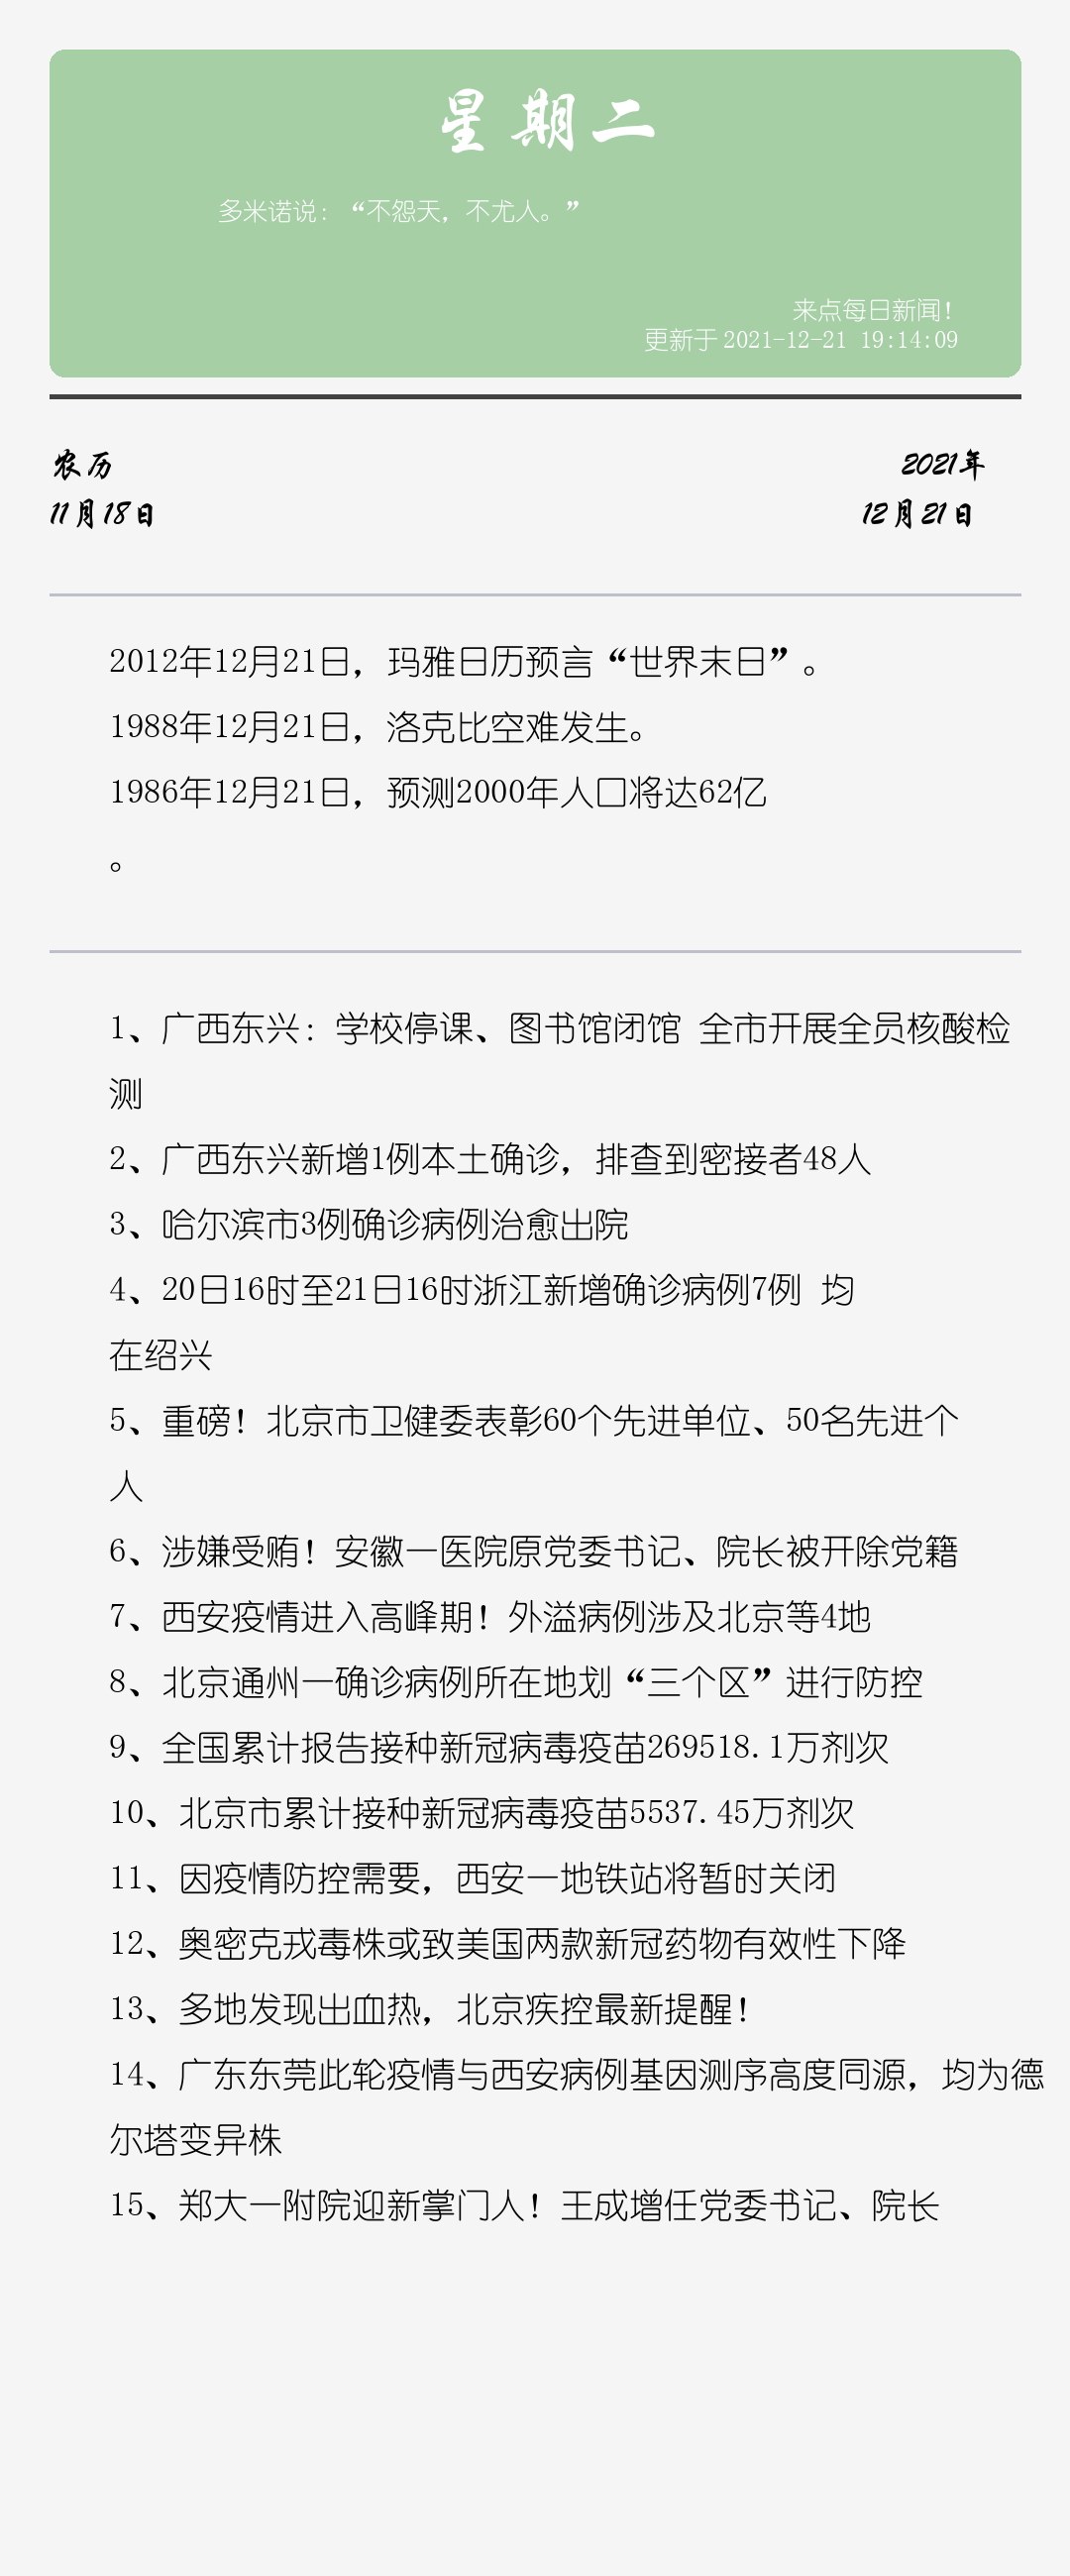 星期二
多米诺说：“不怨天，不尤人。”
来点每日新闻！
更新于 2021-12-21 19:14:09
农历
2021年
11月18日
12月21日
2012年12月21日，玛雅日历预言“世界末日”。
1988年12月21日，洛克比空难发生。
1986年12月21日，预测2000年人口将达62亿
。
1、广西东兴：学校停课、图书馆闭馆 全市开展全员核酸检
测
2、广西东兴新增1例本土确诊，排查到密接者48人
3、哈尔滨市3例确诊病例治愈出院
4、20日16时至21日16时浙江新增确诊病例7例 均
在绍兴
5、重磅！北京市卫健委表彰60个先进单位、50名先进个
人
6、涉嫌受贿！安徽一医院原党委书记、院长被开除党籍
7、西安疫情进入高峰期！外溢病例涉及北京等4地
8、北京通州一确诊病例所在地划“三个区”进行防控
9、全国累计报告接种新冠病毒疫苗269518.1万剂次
10、北京市累计接种新冠病毒疫苗5537.45万剂次
11、因疫情防控需要，西安一地铁站将暂时关闭
12、奥密克戎毒株或致美国两款新冠药物有效性下降
13、多地发现出血热，北京疾控最新提醒！
14、广东东莞此轮疫情与西安病例基因测序高度同源，均为德
尔塔变异株
15、郑大一附院迎新掌门人！王成增任党委书记、院长